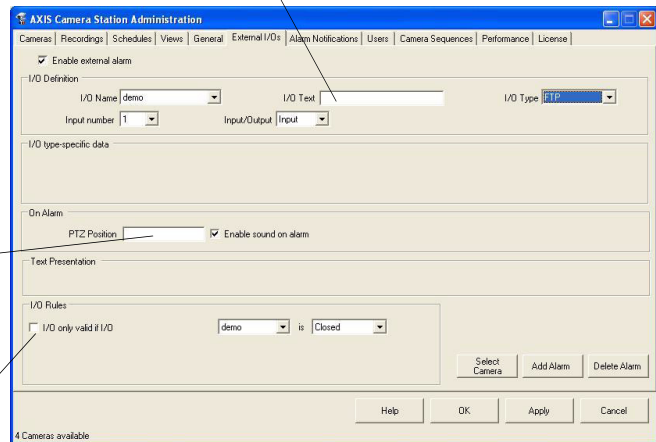 AXIS Camera Station Administration
Cameras Recordings Schedules Views General External I/Os Alarm Notifications Users Camera Sequences Performance License
Enable external alarm
I/O Definition
I/O Name demo I/O Text I/O Type FTP
Input number 1 Input/Output Input
I/O type-specific data
On Alarm
PTZ Position Enable sound on alarm
Text Presentation
I/O Rules
I/O only valid if I/O demo is Closed
Select Camera Add Alarm Delete Alarm
Help OK Apply Cancel
4 Cameras available